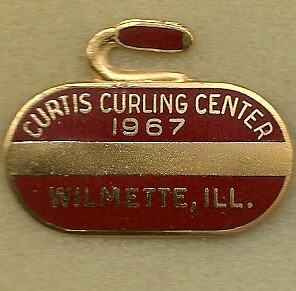 CURTIS CURLING CENTER
1967
WILMETTE, ILL.